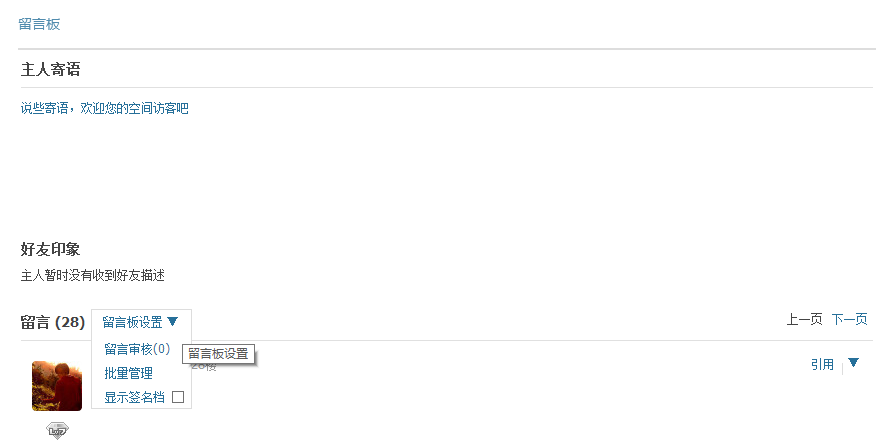 留言板
主人寄语
说些寄语，欢迎您的空间访客吧
好友印象
主人暂时没有收到好友描述
留言 (28) 留言板设置 ▼ 上一页 下一页
留言审核(0) 留言板设置
28楼 引用 ▼
批量管理
显示签名档